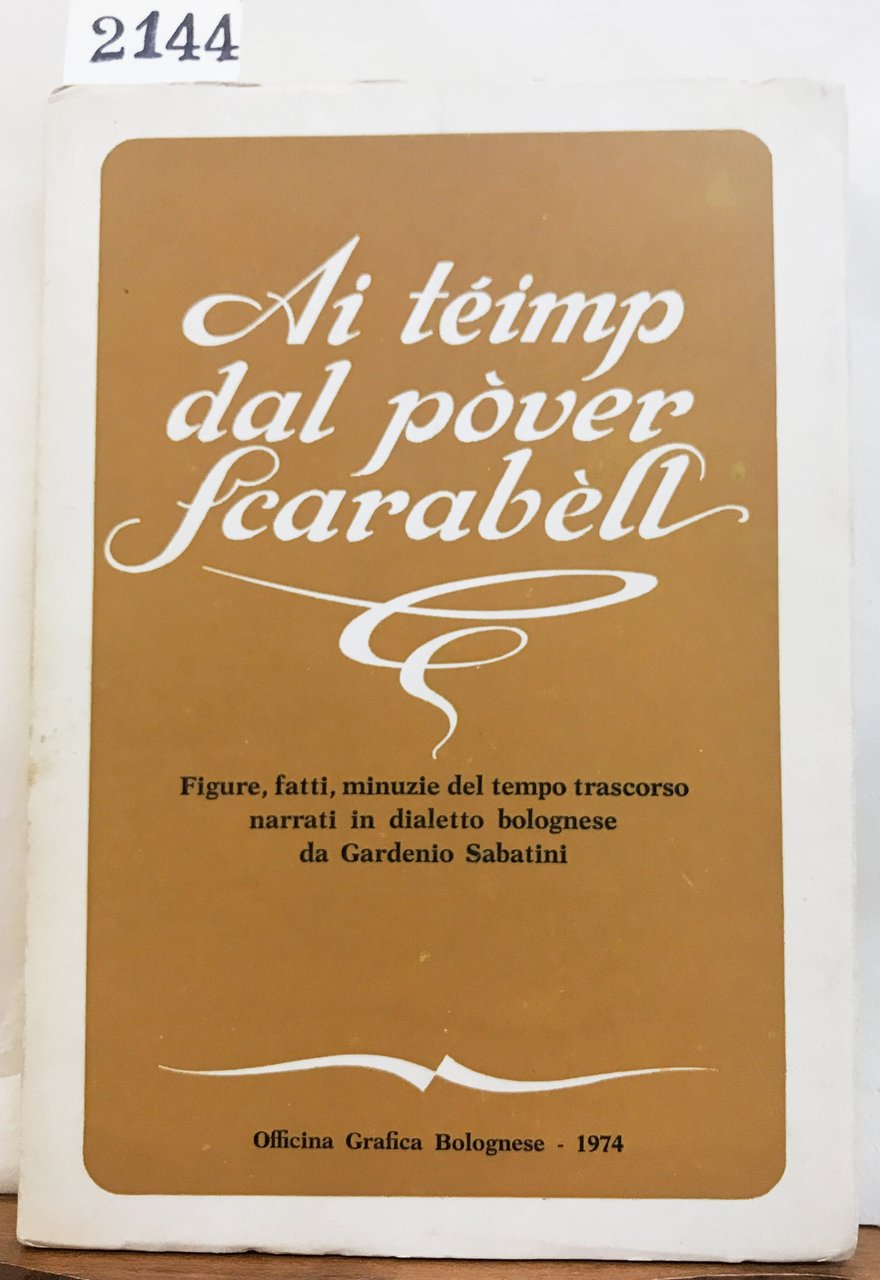 2144
Ai téimp
dal pòver
Scarabèll
Figure, fatti, minuzie del tempo trascorso
narrati in dialetto bolognese
da Gardenio Sabatini
Officina Grafica Bolognese - 1974